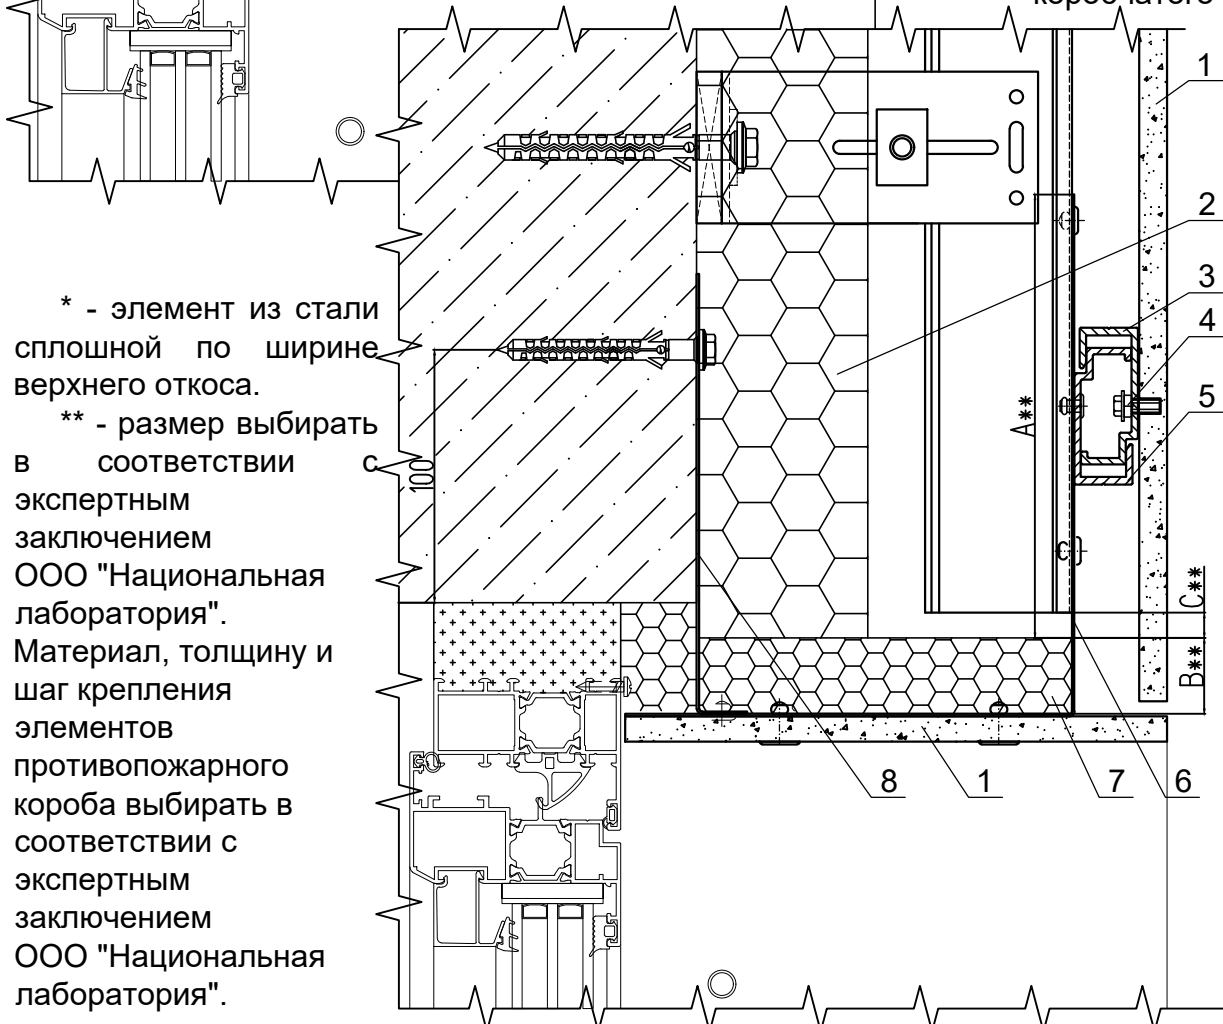 * - элемент из стали
сплошной по ширине
верхнего откоса.
** - размер выбирать
в соответствии с
экспертным
заключением
ООО "Национальная
лаборатория".
Материал, толщину и
шаг крепления
элементов
противопожарного
короба выбирать в
соответствии с
экспертным
заключением
ООО "Национальная
лаборатория".
100
A**
B**
C**
1
2
3
4
5
6
7
1
8